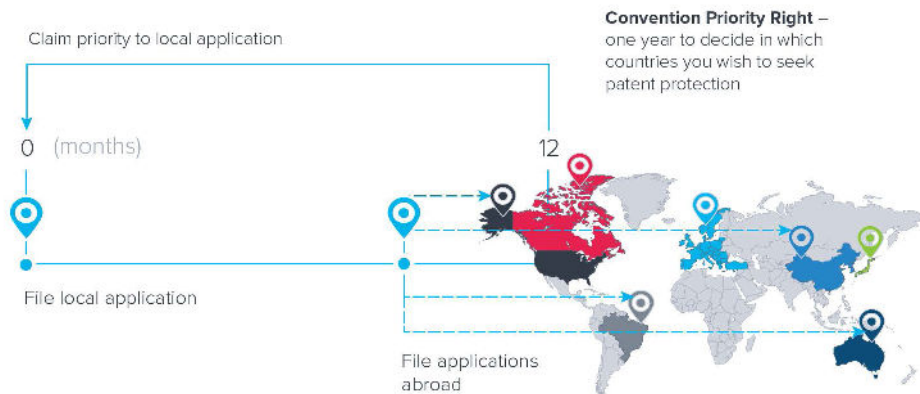 Convention Priority Right –
one year to decide in which
countries you wish to seek
patent protection
Claim priority to local application
0 (months)
12
File local application
File applications
abroad